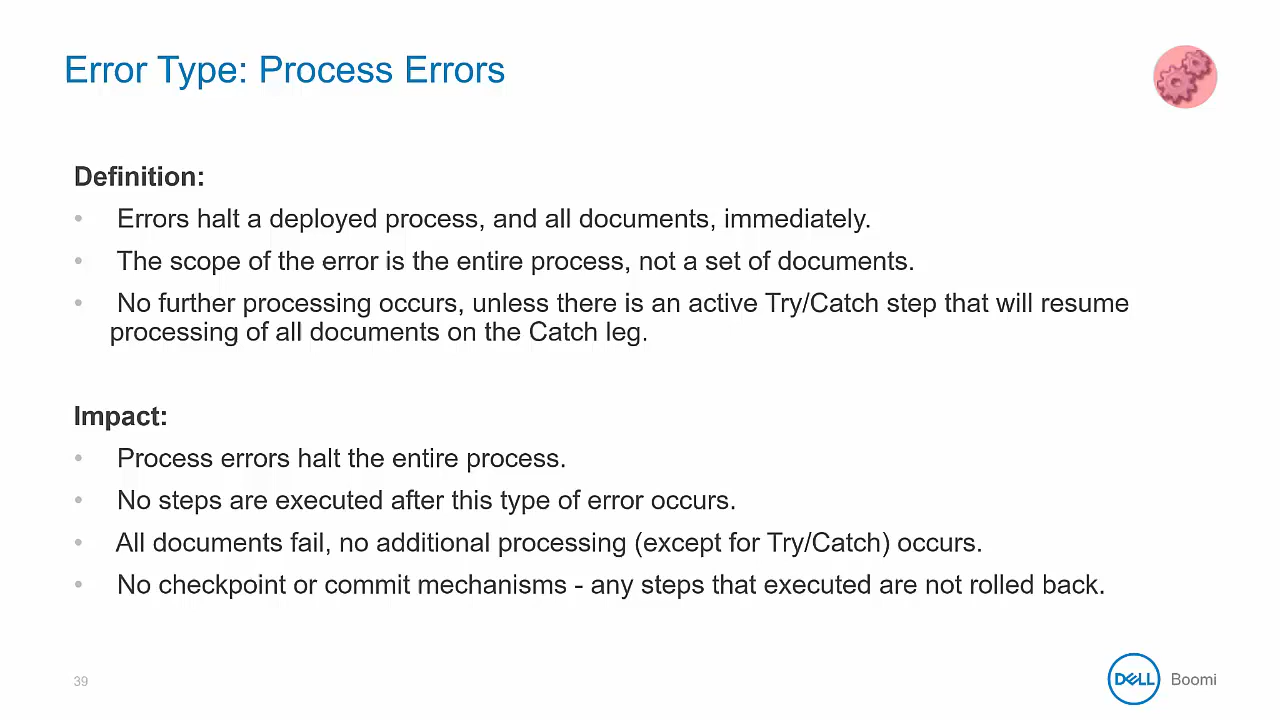 Error Type: Process Errors
Definition:
• Errors halt a deployed process, and all documents, immediately.
• The scope of the error is the entire process, not a set of documents.
• No further processing occurs, unless there is an active Try/Catch step that will resume
processing of all documents on the Catch leg.
Impact:
• Process errors halt the entire process.
• No steps are executed after this type of error occurs.
• All documents fail, no additional processing (except for Try/Catch) occurs.
• No checkpoint or commit mechanisms - any steps that executed are not rolled back.
39
DELL Boomi